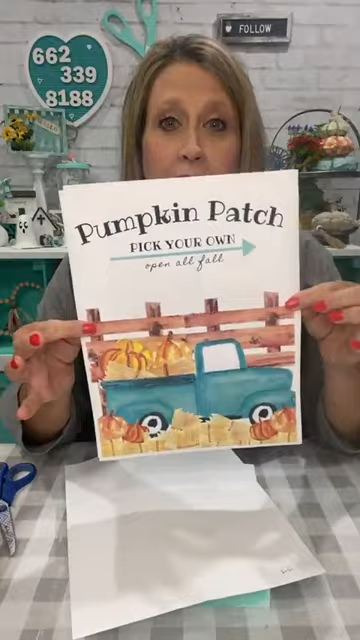 FOLLOW
662
339
8188
Pumpkin Patch
PICK YOUR OWN
open all fall